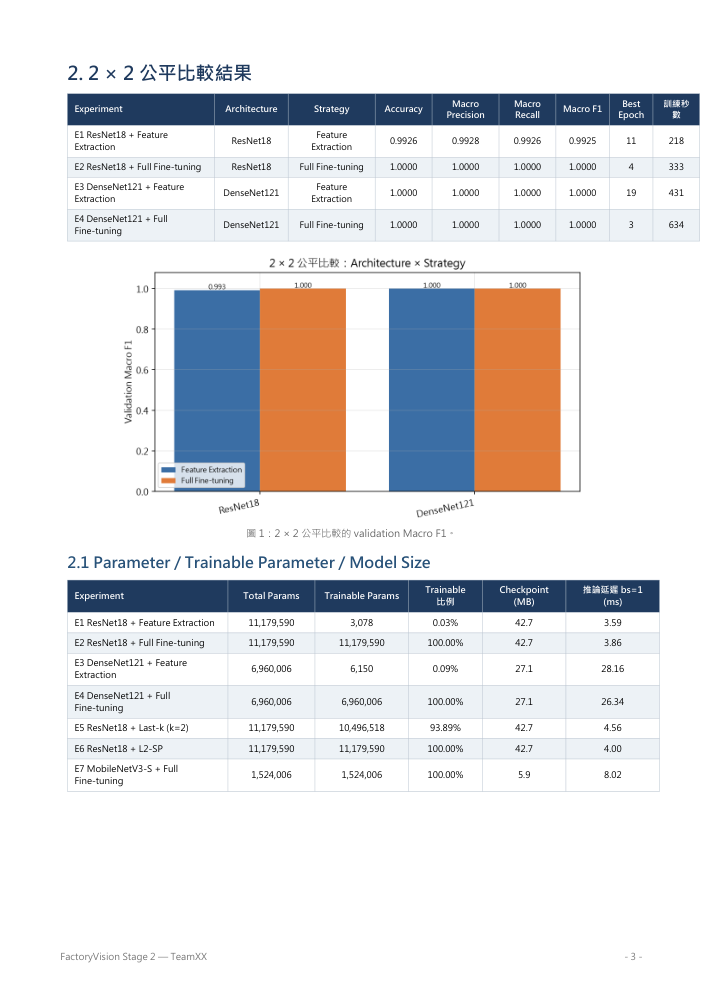 2. 2 × 2 公平比較結果
Experiment Architecture Strategy Accuracy Macro Precision Macro Recall Macro F1 Best Epoch 訓練秒數
E1 ResNet18 + Feature Extraction ResNet18 Feature Extraction 0.9926 0.9928 0.9926 0.9925 11 218
E2 ResNet18 + Full Fine-tuning ResNet18 Full Fine-tuning 1.0000 1.0000 1.0000 1.0000 4 333
E3 DenseNet121 + Feature Extraction DenseNet121 Feature Extraction 1.0000 1.0000 1.0000 1.0000 19 431
E4 DenseNet121 + Full Fine-tuning DenseNet121 Full Fine-tuning 1.0000 1.0000 1.0000 1.0000 3 634
2 × 2 公平比較：Architecture × Strategy
0.993 1.000 1.000 1.000
1.0
0.8
0.6
0.4
0.2
0.0
Validation Macro F1
Feature Extraction
Full Fine-tuning
ResNet18 DenseNet121
圖 1：2 × 2 公平比較的 validation Macro F1。
2.1 Parameter / Trainable Parameter / Model Size
Experiment Total Params Trainable Params Trainable 比例 Checkpoint (MB) 推論延遲 bs=1 (ms)
E1 ResNet18 + Feature Extraction 11,179,590 3,078 0.03% 42.7 3.59
E2 ResNet18 + Full Fine-tuning 11,179,590 11,179,590 100.00% 42.7 3.86
E3 DenseNet121 + Feature Extraction 6,960,006 6,150 0.09% 27.1 28.16
E4 DenseNet121 + Full Fine-tuning 6,960,006 6,960,006 100.00% 27.1 26.34
E5 ResNet18 + Last-k (k=2) 11,179,590 10,496,518 93.89% 42.7 4.56
E6 ResNet18 + L2-SP 11,179,590 11,179,590 100.00% 42.7 4.00
E7 MobileNetV3-S + Full Fine-tuning 1,524,006 1,524,006 100.00% 5.9 8.02
FactoryVision Stage 2 — TeamXX - 3 -